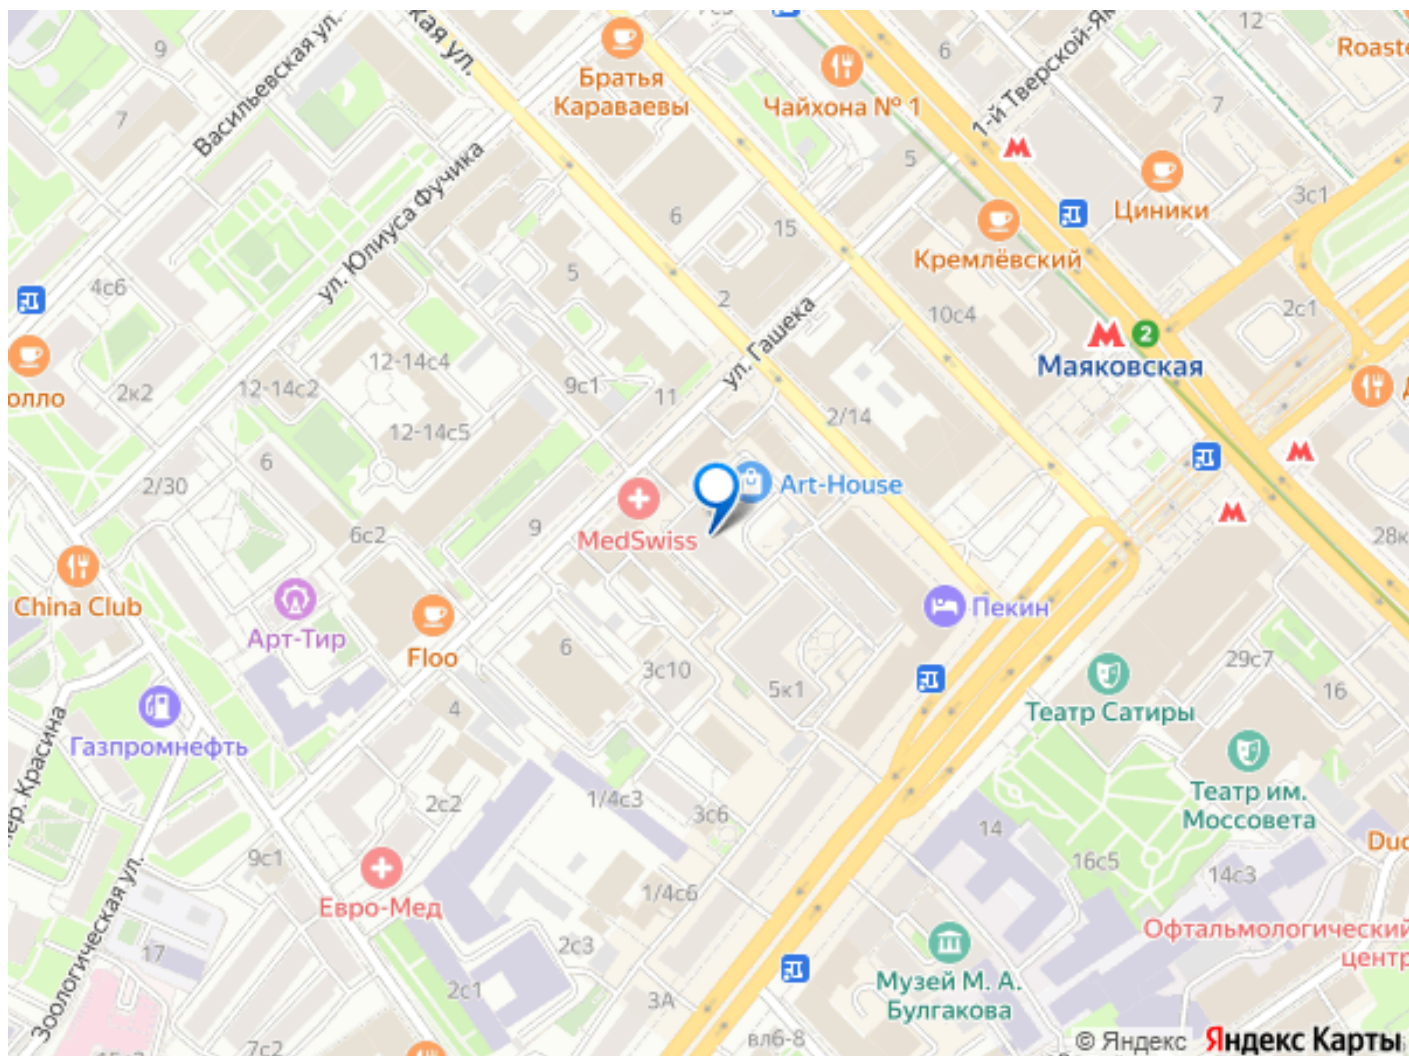 7с3
12
Roaste
9
Васильевская ул.
кая ул.
Братья
Караваевы
6
1-й Тверской-Ям
Чайхона № 1
7
7
5
3с1
Циники
ул. Юлиуса Фучика
6
15
Кремлёвский
5
4с6
2
10с4
2с1
2
ул. Гашека
12-14с4
Маяковская
12-14с2
9с1
11
олло
2к2
Д
2/14
12-14с5
6
2/30
Art-House
9
6с2
28к
MedSwiss
China Club
Пекин
Арт-Тир
Floo
6
3с10
29с7
5к1
16
4
Театр Сатиры
пер. Красина
Газпромнефть
2с2
1/4с3
3с6
Театр им.
Моссовета
14
Duc
9с1
16с5
14с3
1/4с6
Евро-Мед
Зоологическая ул.
Офтальмологический
центр
17
2с3
2с1
3А
Музей М. А.
Булгакова
вл6-8
7с2
© Яндекс Яндекс Карты